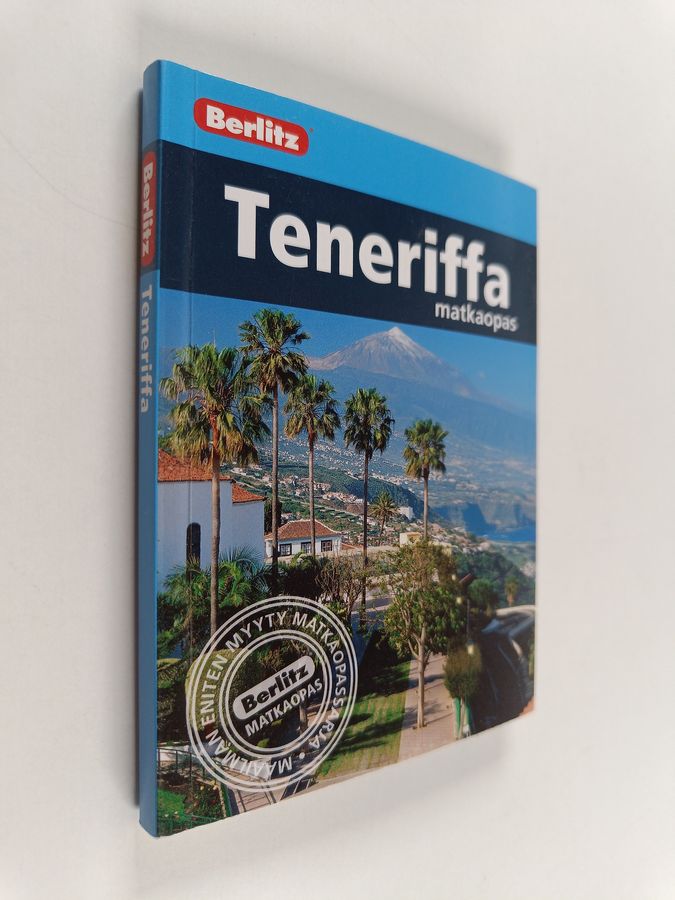 Berlitz
Teneriffa
matkaopas
Berlitz
Teneriffa
MAAILMAN ENITEN MYYTY MATKAOPASSARJA •
Berlitz
MATKAOPAS